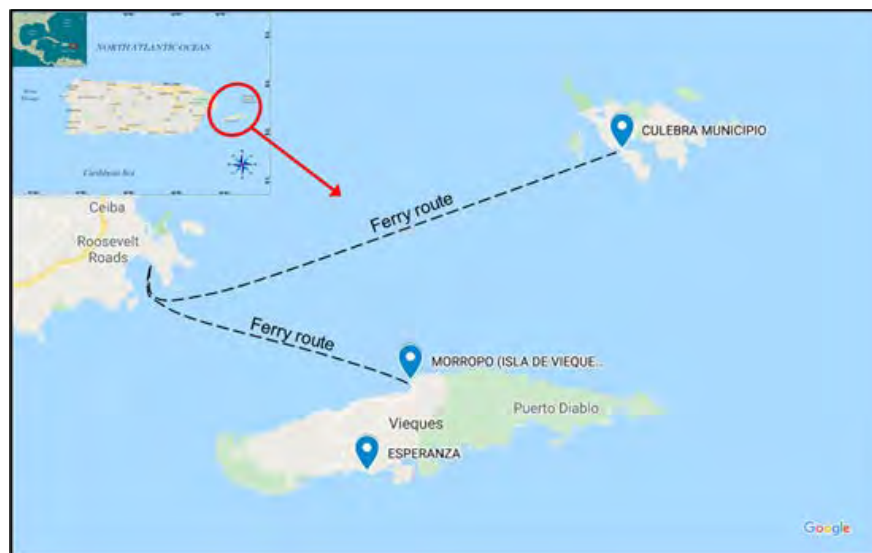 NORTH ATLANTIC OCEAN
Caribbean Sea
CULEBRA MUNICIPIO
Ceiba
Ferry route
Roosevelt
Roads
Ferry route
MORROPO (ISLA DE VIEQUE..
Puerto Diablo
Vieques
ESPERANZA
Google